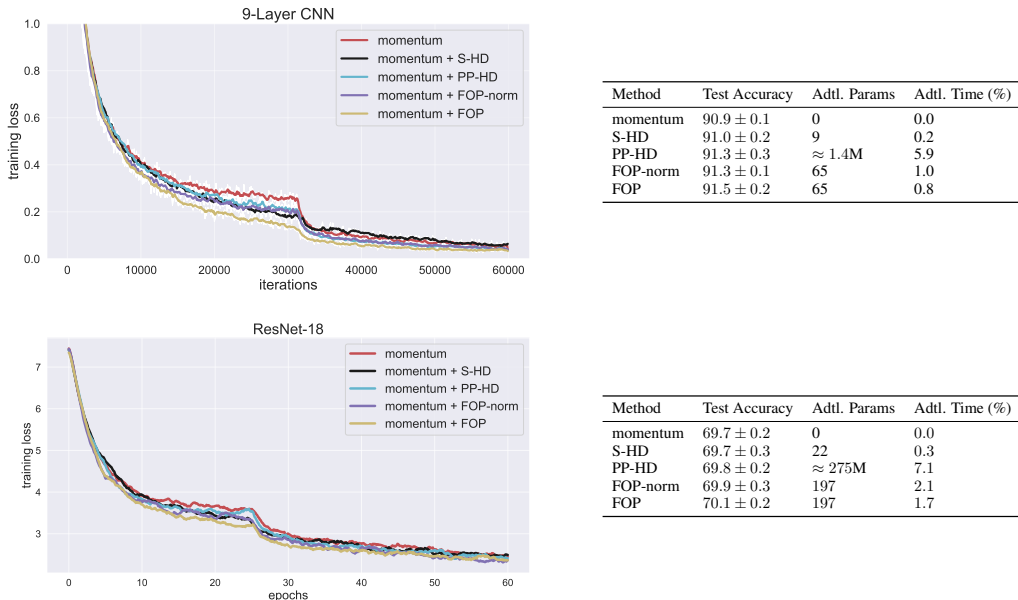 9-Layer CNN
1.0
0.8
0.6
0.4
0.2
0.0
training loss
momentum
momentum + S-HD
momentum + PP-HD
momentum + FOP-norm
momentum + FOP
0 10000 20000 30000 40000 50000 60000
iterations
Method Test Accuracy Adtl. Params Adtl. Time (%)
momentum 90.9 ± 0.1 0 0.0
S-HD 91.0 ± 0.2 9 0.2
PP-HD 91.3 ± 0.3 ≈ 1.4M 5.9
FOP-norm 91.3 ± 0.1 65 1.0
FOP 91.5 ± 0.2 65 0.8
ResNet-18
7
6
5
4
3
training loss
momentum
momentum + S-HD
momentum + PP-HD
momentum + FOP-norm
momentum + FOP
0 10 20 30 40 50 60
epochs
Method Test Accuracy Adtl. Params Adtl. Time (%)
momentum 69.7 ± 0.2 0 0.0
S-HD 69.7 ± 0.3 22 0.3
PP-HD 69.8 ± 0.2 ≈ 275M 7.1
FOP-norm 69.9 ± 0.3 197 2.1
FOP 70.1 ± 0.2 197 1.7